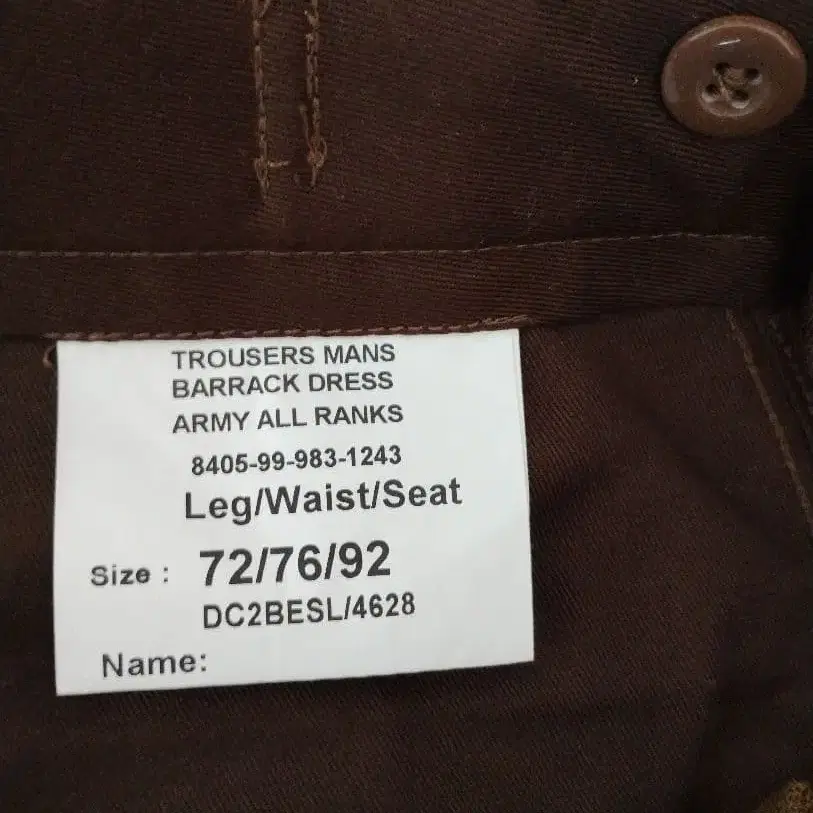 TROUSERS MANS
BARRACK DRESS
ARMY ALL RANKS
8405-99-983-1243
Leg/Waist/Seat
Size : 72/76/92
DC2BESL/4628
Name: